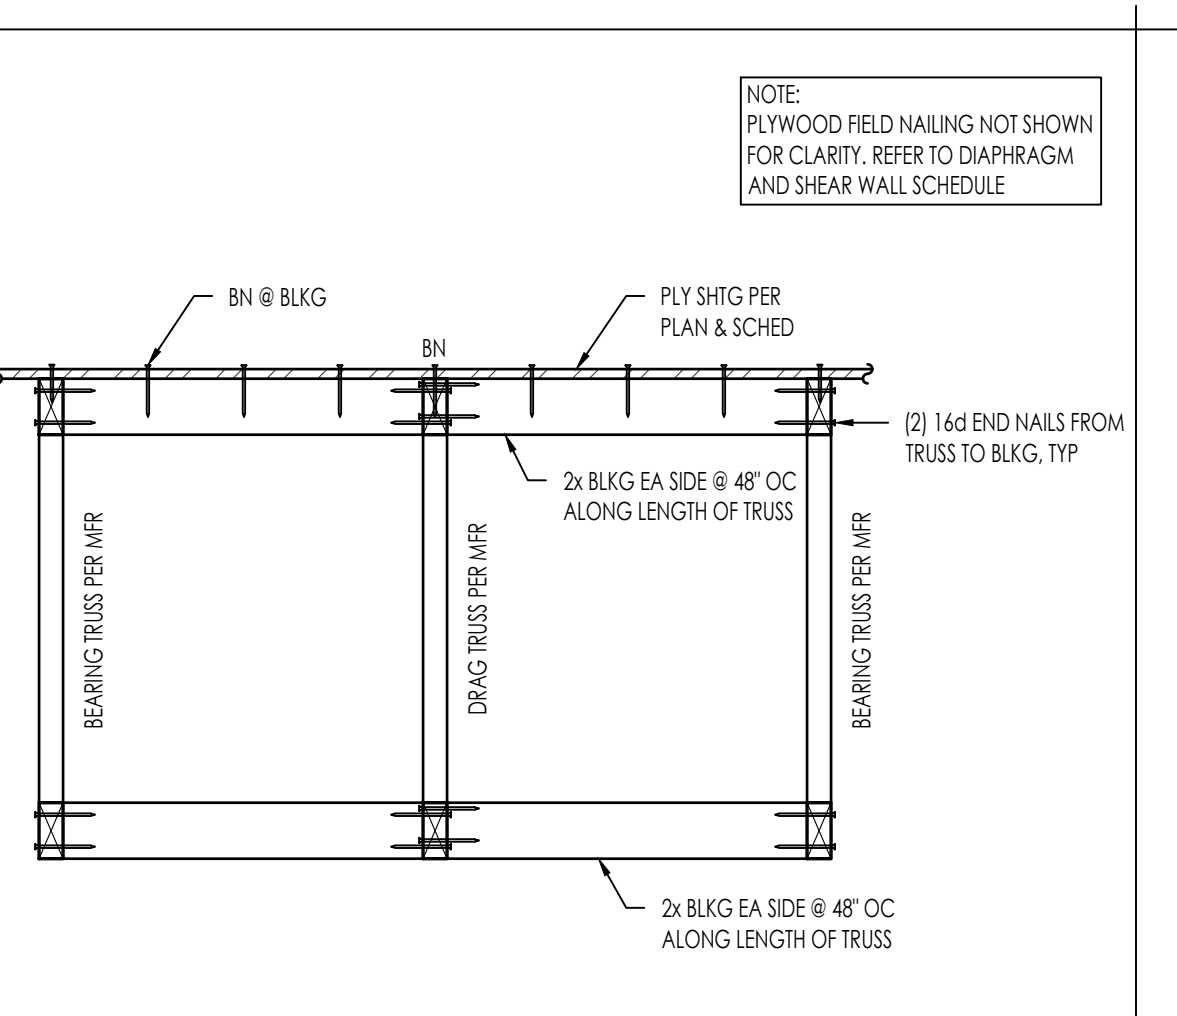 NOTE:
PLYWOOD FIELD NAILING NOT SHOWN
FOR CLARITY. REFER TO DIAPHRAGM
AND SHEAR WALL SCHEDULE
BN @ BLKG
PLY SHTG PER
PLAN & SCHED
BN
(2) 16d END NAILS FROM
TRUSS TO BLKG, TYP
2x BLKG EA SIDE @ 48" OC
ALONG LENGTH OF TRUSS
BEARING TRUSS PER MFR
DRAG TRUSS PER MFR
BEARING TRUSS PER MFR
2x BLKG EA SIDE @ 48" OC
ALONG LENGTH OF TRUSS